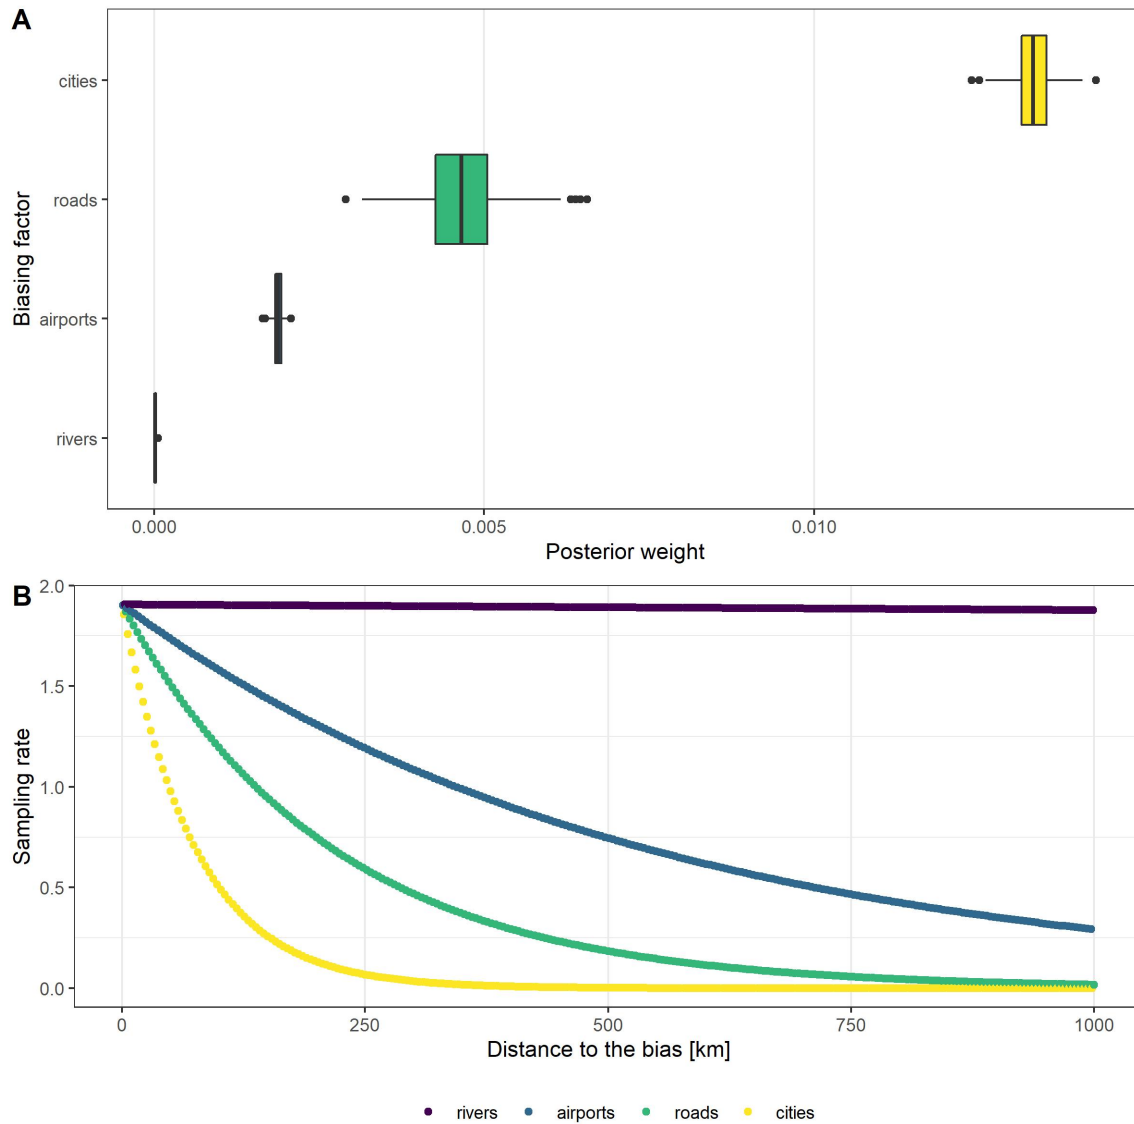 A
cities
roads
airports
rivers
Biasing factor
0.000 0.005 0.010
Posterior weight
B
2.0
1.5
1.0
0.5
0.0
Sampling rate
0 250 500 750 1000
Distance to the bias [km]
rivers airports roads cities